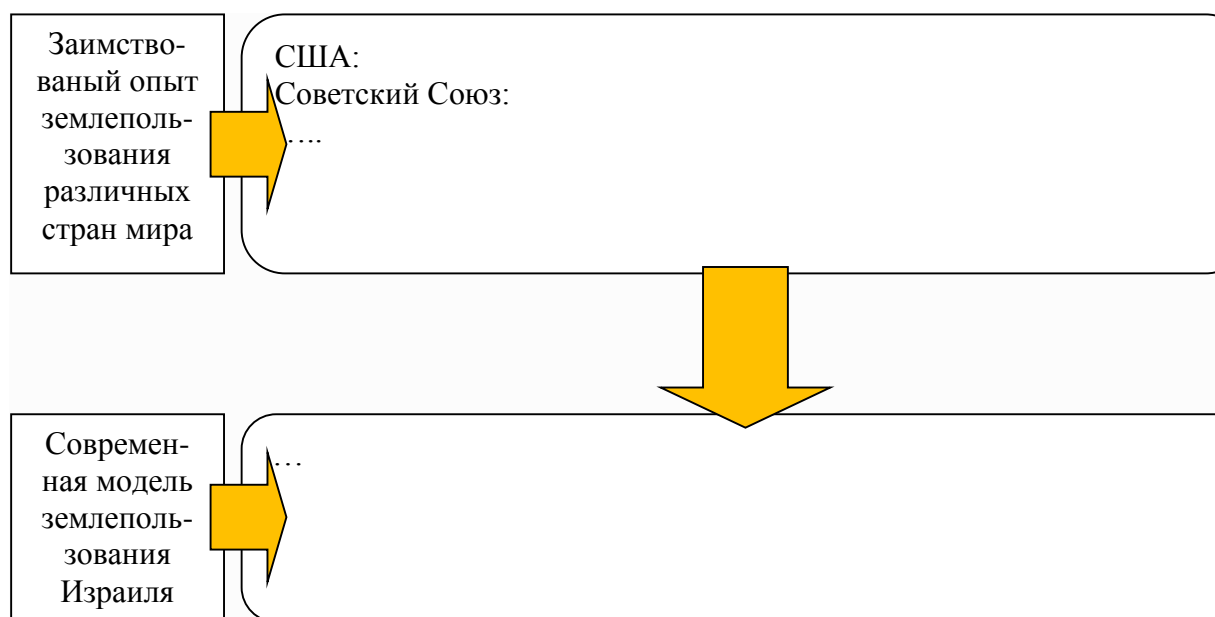 Заимство-
ваный опыт
землеполь-
зования
различных
стран мира
США:
Советский Союз:
….
Современ-
ная модель
землеполь-
зования
Израиля
…